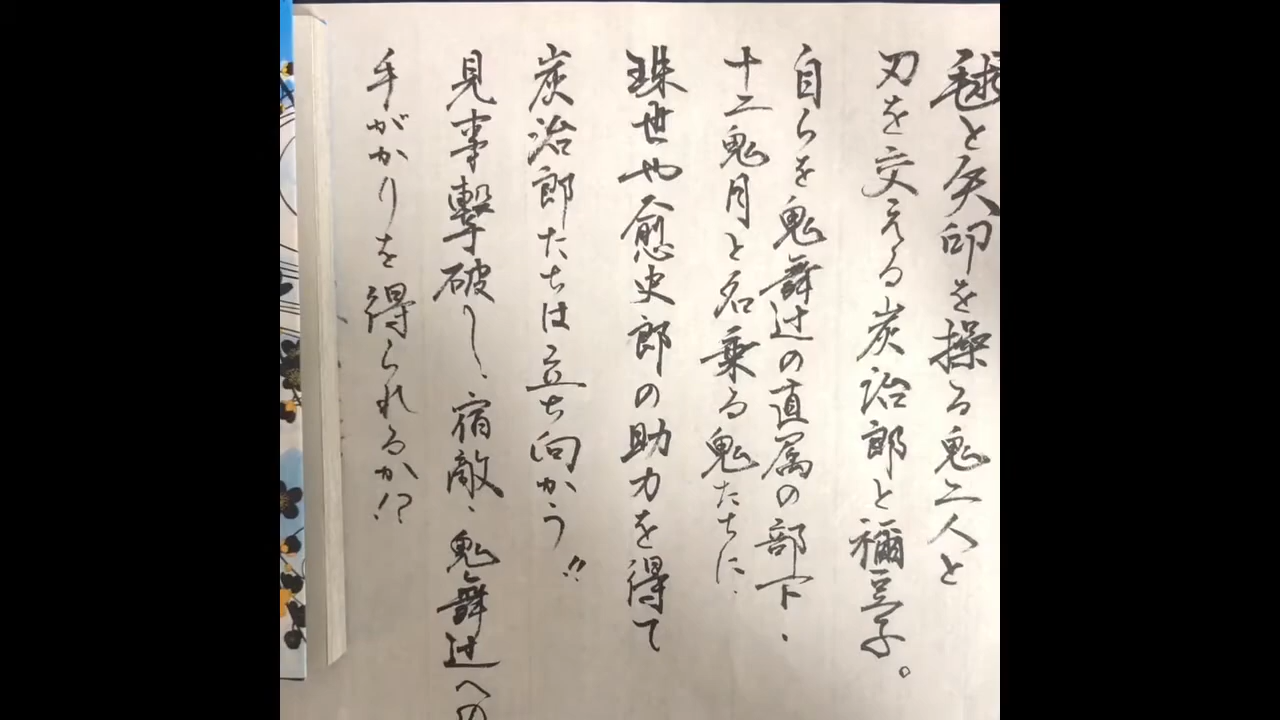 毬と矢印を操る鬼二人と
刃を交える炭治郎と禰豆子。
自らを鬼舞辻の直属の部下、
十二鬼月と名乗る鬼たちに、
珠世や愈史郎の助力を得て
炭治郎たちは立ち向かう!!
見事撃破し、宿敵、鬼舞辻への
手がかりを得られるか!?